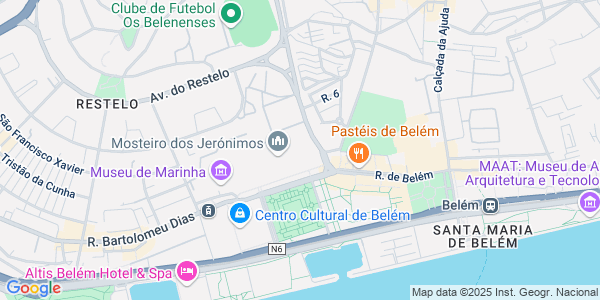 Clube de Futebol
Os Belenenses
Calçada da Ajuda
Av. do Restelo
R. 6
RESTELO
São Francisco Xavier
Tristão da Cunha
Mosteiro dos Jerónimos
Pastéis de Belém
Museu de Marinha
R. de Belém
MAAT: Museu de A
Arquitetura e Tecnolo
Belém
Centro Cultural de Belém
R. Bartolomeu Dias
SANTA MARIA
DE BELÉM
N6
Altis Belém Hotel & Spa
Google
Map data ©2025 Inst. Geogr. Nacional